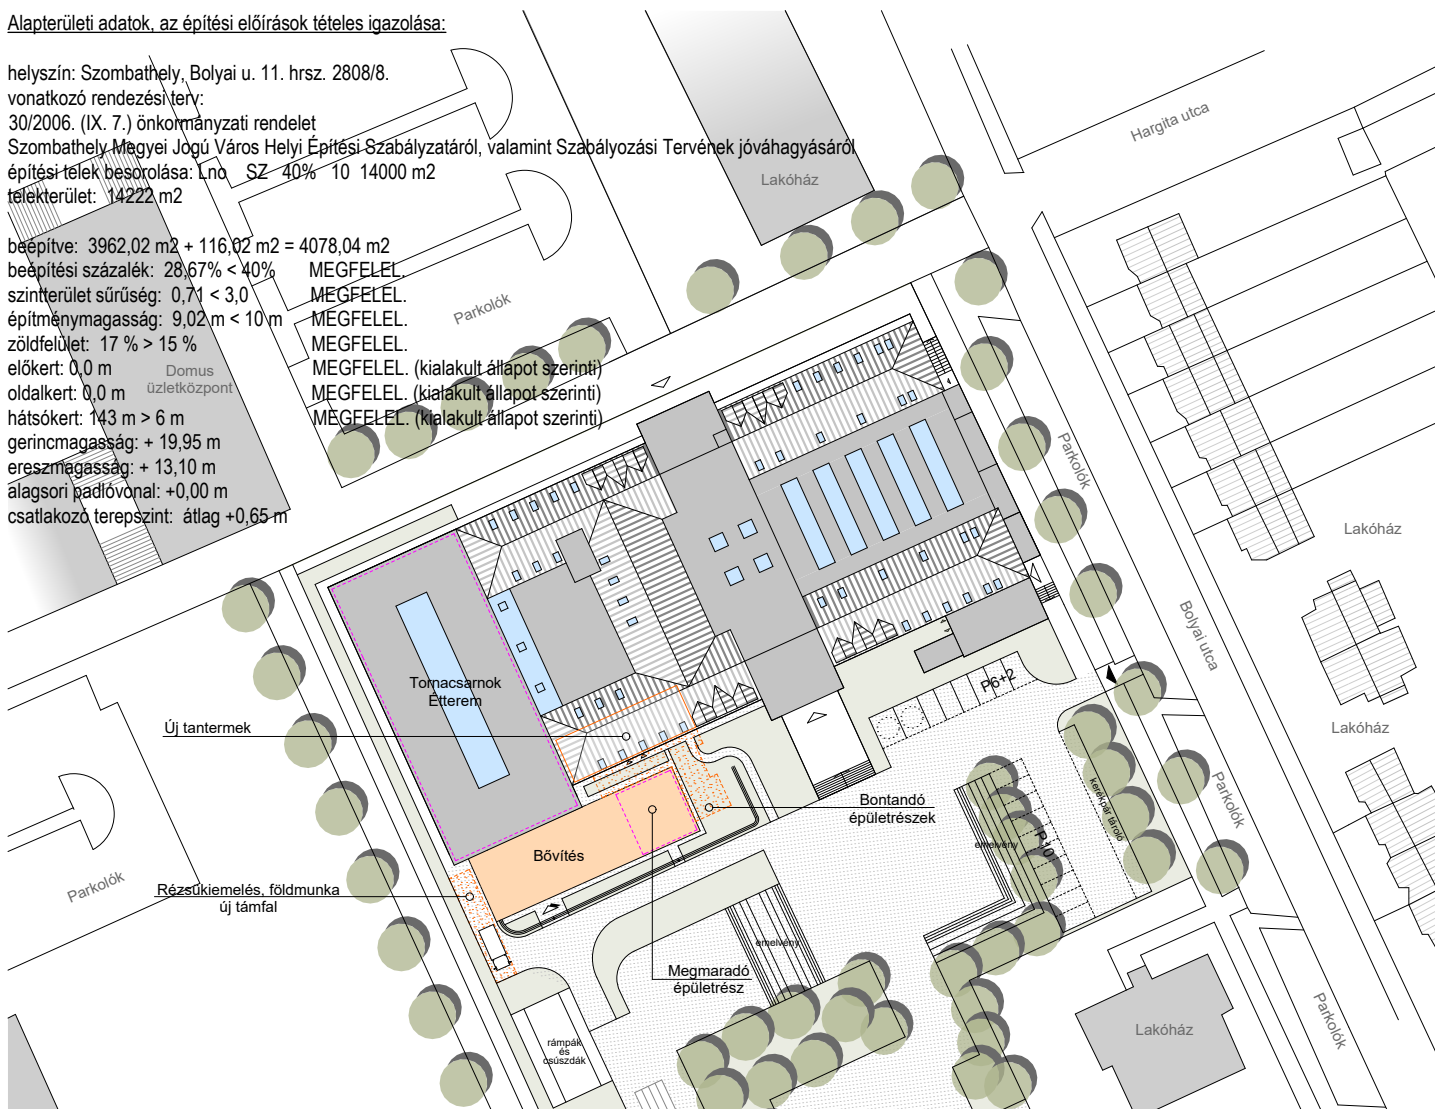 Alapterületi adatok, az építési előírások tételes igazolása:
helyszín: Szombathely, Bolyai u. 11. hrsz. 2808/8.
vonatkozó rendezési terv:
30/2006. (IX. 7.) önkormányzati rendelet
Szombathely Megyei Jogú Város Helyi Építési Szabályzatáról, valamint Szabályozási Tervének jóváhagyásáról
építési telek besorolása: Lno SZ 40% 10 14000 m2
telekterület: 14222 m2
beépítve: 3962,02 m2 + 116,02 m2 = 4078,04 m2
beépítési százalék: 28,67% < 40% MEGFELEL.
szintterület sűrűség: 0,71 < 3,0 MEGFELEL.
építménymagasság: 9,02 m < 10 m MEGFELEL.
zöldfelület: 17 % > 15 % MEGFELEL.
előkert: 0,0 m MEGFELEL. (kialakult állapot szerinti)
oldalkert: 0,0 m MEGFELEL. (kialakult állapot szerinti)
hátsókert: 143 m > 6 m MEGFELEL. (kialakult állapot szerinti)
gerincmagasság: + 19,95 m
ereszmagasság: + 13,10 m
alagsori padlóvonal: +0,00 m
csatlakozó terepszint: átlag +0,65 m
Domus
üzletközpont
Parkolók
Lakóház
Hargita utca
Parkolók
Lakóház
Bolyai utca
Lakóház
Tornacsarnok
Étterem
Új tantermek
P6+2
Bontandó
épületrészek
kerékpár tároló
Parkolók
emelvény
P10
Bővítés
Parkolók
Rézsűkiemelés, földmunka
új támfal
emelvény
Megmaradó
épületrész
rámpák
és
csúszdák
Lakóház
Parkolók